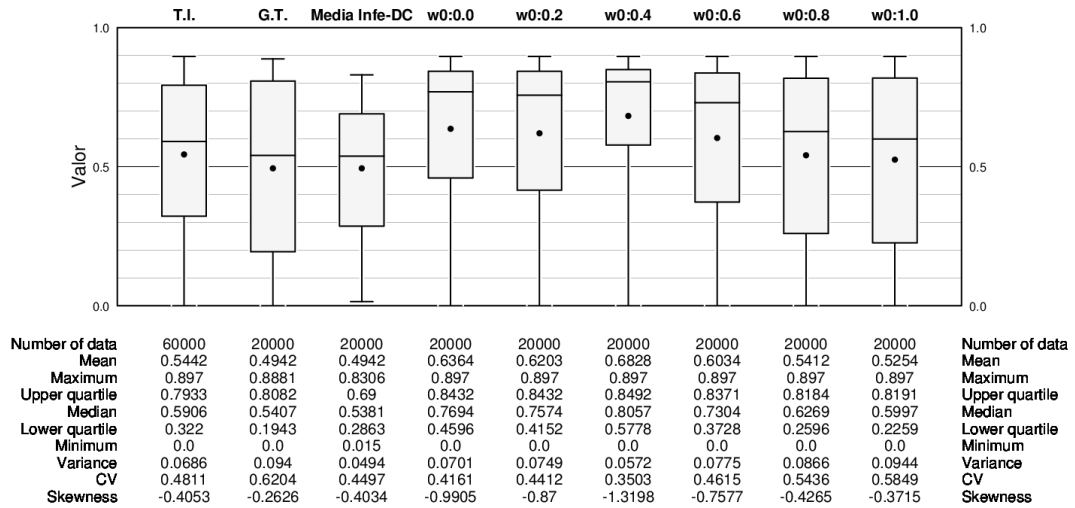 T.I. G.T. Media Infe-DC w0:0.0 w0:0.2 w0:0.4 w0:0.6 w0:0.8 w0:1.0
1.0 1.0
Valor
0.5 0.5
0.0 0.0
Number of data 60000 20000 20000 20000 20000 20000 20000 20000 20000 Number of data
Mean 0.5442 0.4942 0.4942 0.6364 0.6203 0.6828 0.6034 0.5412 0.5254 Mean
Maximum 0.897 0.8881 0.8306 0.897 0.897 0.897 0.897 0.897 0.897 Maximum
Upper quartile 0.7933 0.8082 0.69 0.8432 0.8432 0.8492 0.8371 0.8184 0.8191 Upper quartile
Median 0.5906 0.5407 0.5381 0.7694 0.7574 0.8057 0.7304 0.6269 0.5997 Median
Lower quartile 0.322 0.1943 0.2863 0.4596 0.4152 0.5778 0.3728 0.2596 0.2259 Lower quartile
Minimum 0.0 0.0 0.015 0.0 0.0 0.0 0.0 0.0 0.0 Minimum
Variance 0.0686 0.094 0.0494 0.0701 0.0749 0.0572 0.0775 0.0866 0.0944 Variance
CV 0.4811 0.6204 0.4497 0.4161 0.4412 0.3503 0.4615 0.5436 0.5849 CV
Skewness -0.4053 -0.2626 -0.4034 -0.9905 -0.87 -1.3198 -0.7577 -0.4265 -0.3715 Skewness